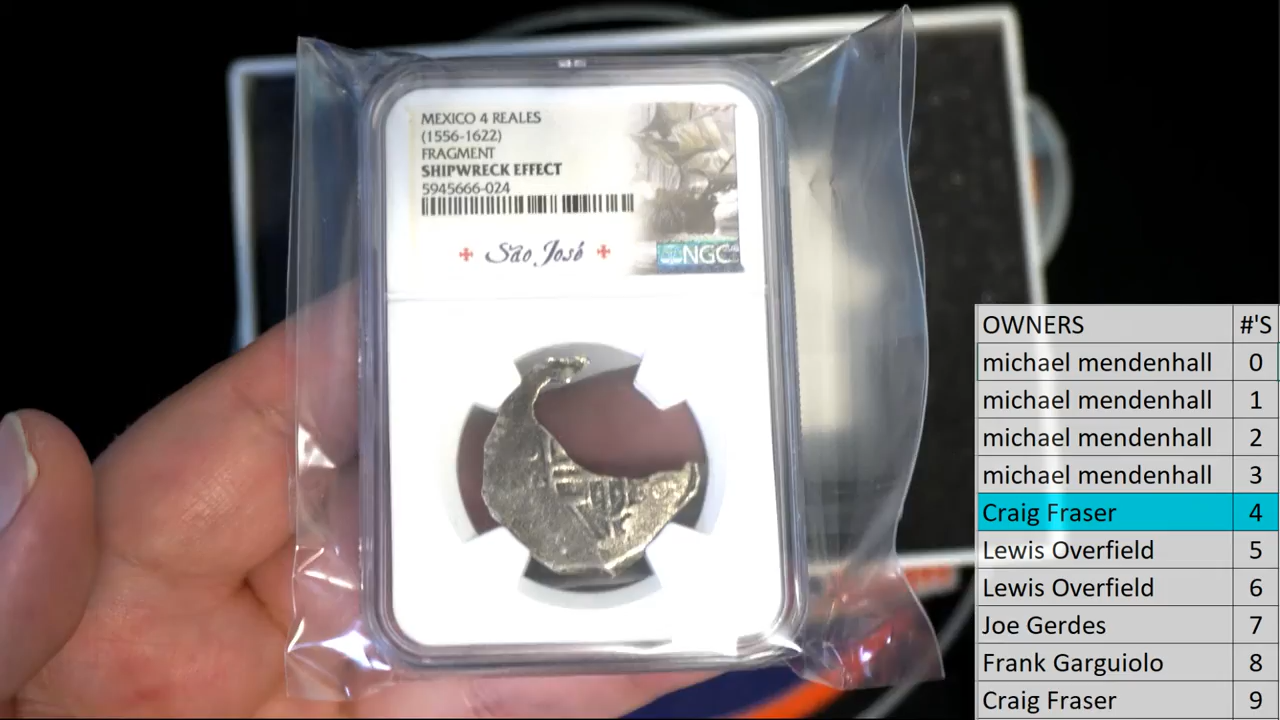 MEXICO 4 REALES
(1556-1622)
FRAGMENT
SHIPWRECK EFFECT
5945666-024
São José
NGC
OWNERS #'S
michael mendenhall 0
michael mendenhall 1
michael mendenhall 2
michael mendenhall 3
Craig Fraser 4
Lewis Overfield 5
Lewis Overfield 6
Joe Gerdes 7
Frank Garguiolo 8
Craig Fraser 9